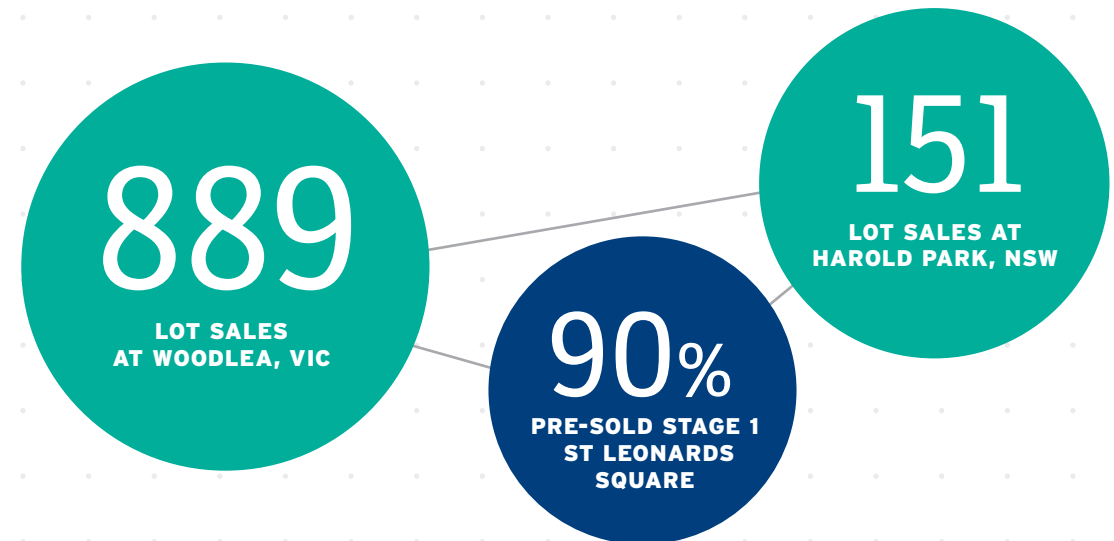 889
LOT SALES
AT WOODLEA, VIC
151
LOT SALES AT
HAROLD PARK, NSW
90%
PRE-SOLD STAGE 1
ST LEONARDS
SQUARE